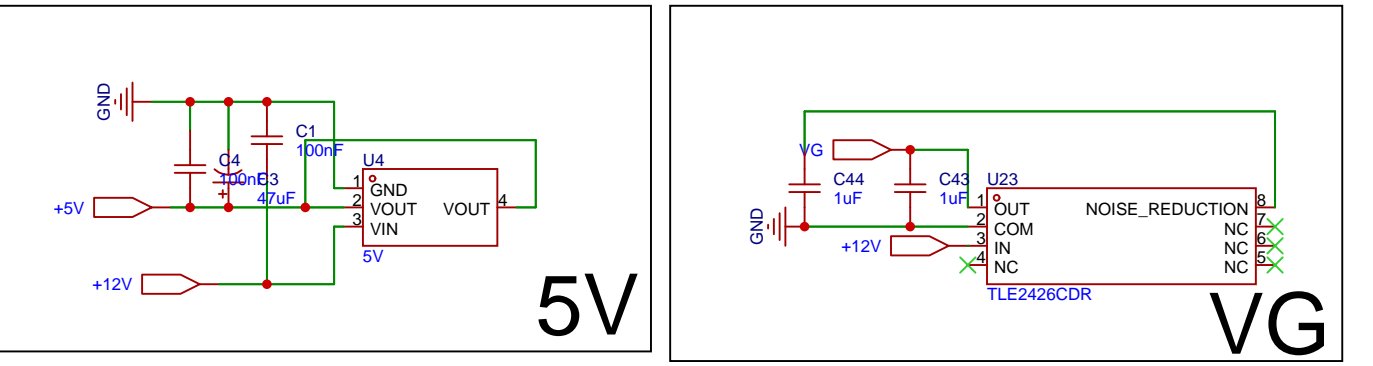 GND
C1
100nF
C4
100nF
C3
47uF
U4
1
GND
2
VOUT
3
VIN
VOUT
4
5V
+5V
+12V
5V
VG
C44
1uF
C43
1uF
U23
GND
+12V
1
OUT
2
COM
3
IN
4
NC
NOISE_REDUCTION
8
NC
7
NC
6
NC
5
TLE2426CDR
VG